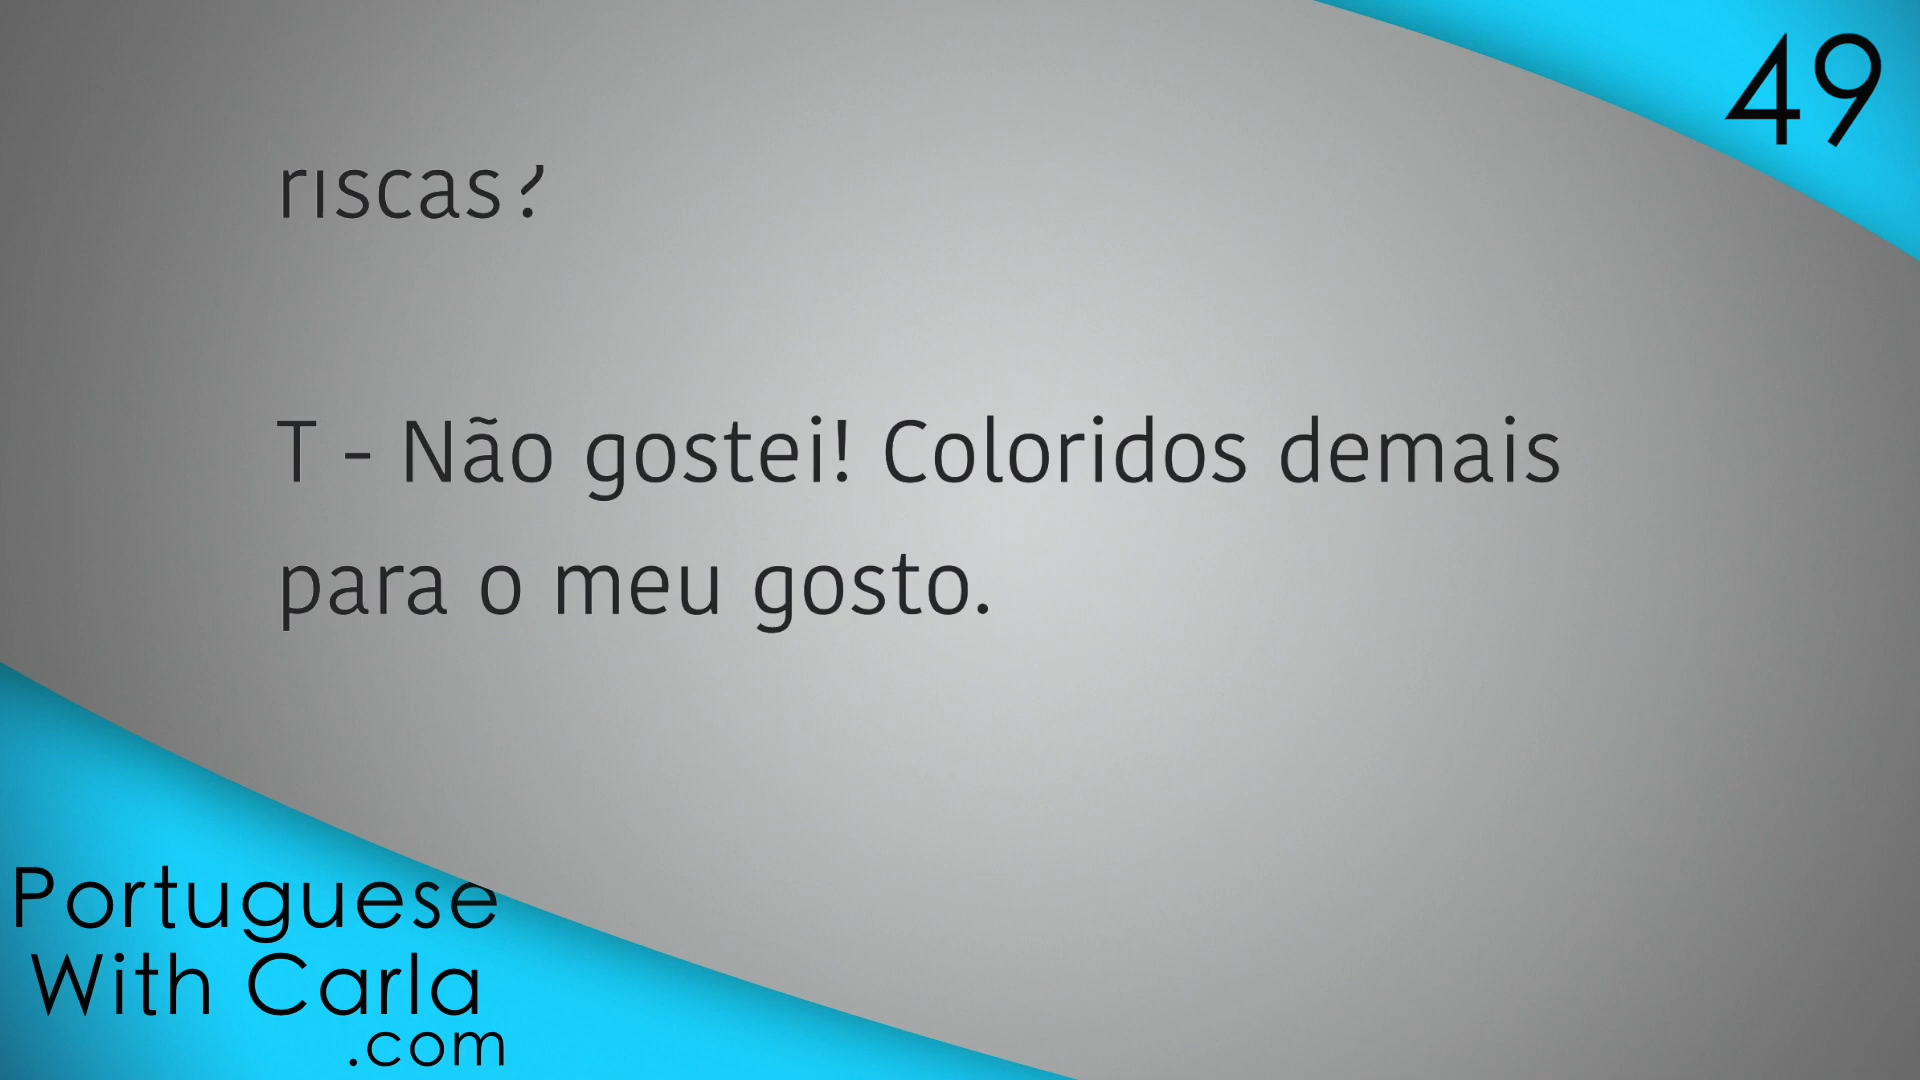 49
riscas?
T - Não gostei! Coloridos demais
para o meu gosto.
Portuguese
With Carla
.com